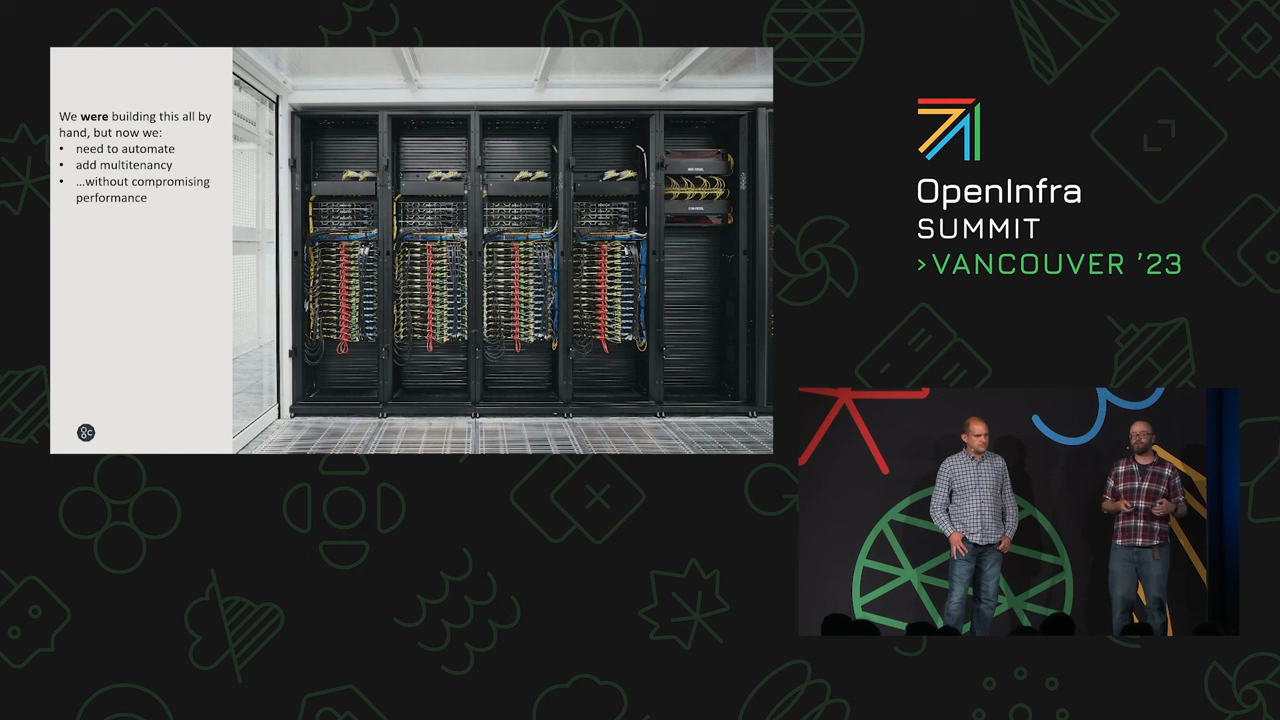 We were building this all by
hand, but now we:
• need to automate
• add multitenancy
• ...without compromising
performance
OpenInfra
SUMMIT
>VANCOUVER '23